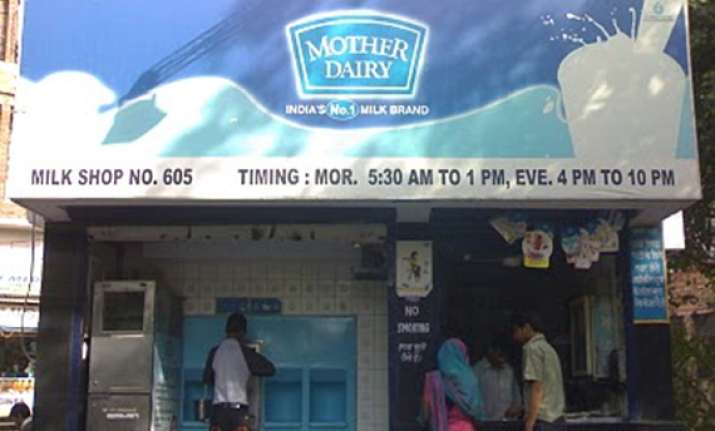 MOTHER
DAIRY
INDIA'S No.1 MILK BRAND
MILK SHOP NO. 605 TIMING : MOR. 5:30 AM TO 1 PM, EVE. 4 PM TO 10 PM
NO
SMOKING